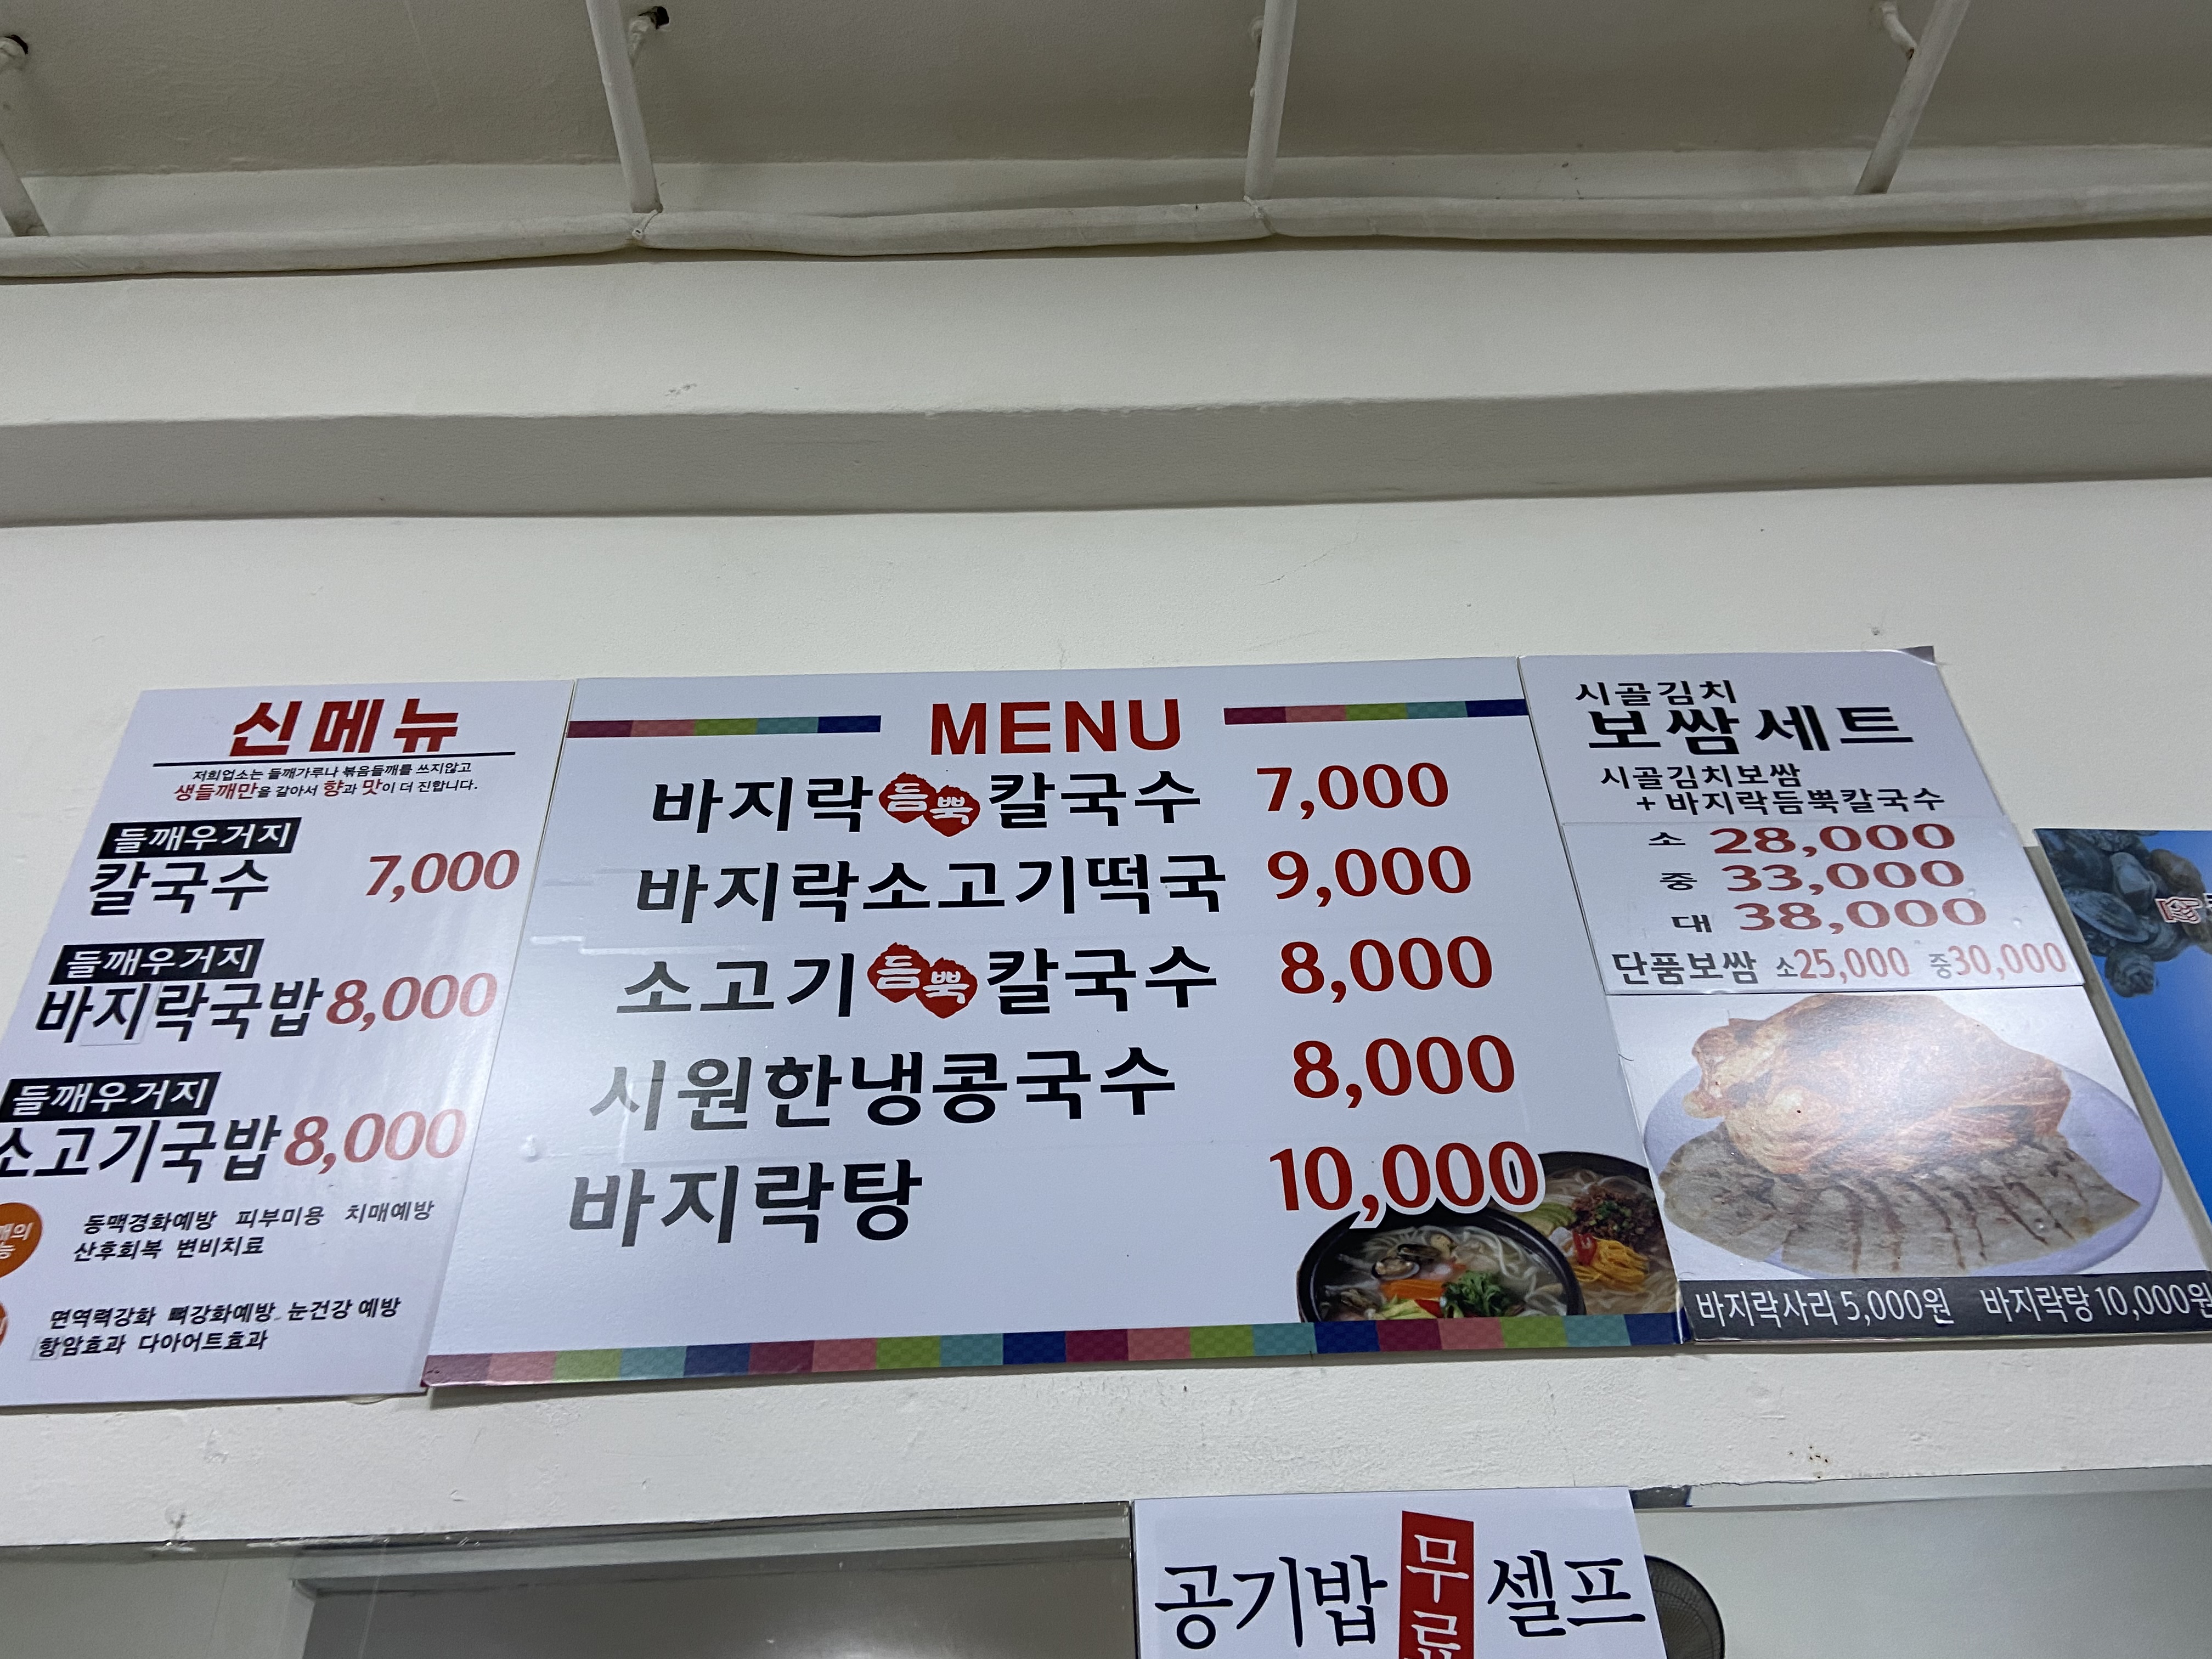 신메뉴
저희업소는 들깨가루나 볶음들깨를 쓰지않고
생들깨만을 갈아서 향과 맛이 더 진합니다.
들깨우거지
칼국수 7,000
들깨우거지
바지락국밥 8,000
들깨우거지
소고기국밥 8,000
동맥경화예방 피부미용 치매예방
산후회복 변비치료
면역력강화 뼈강화예방 눈건강 예방
항암효과 다이어트효과
MENU
바지락듬뿍칼국수 7,000
바지락소고기떡국 9,000
소고기듬뿍칼국수 8,000
시원한냉콩국수 8,000
바지락탕 10,000
시골김치
보쌈세트
시골김치보쌈
+바지락듬뿍칼국수
소 28,000
중 33,000
대 38,000
단품보쌈 소25,000 중30,000
바지락사리 5,000원 바지락탕 10,000원
공기밥 무료 셀프